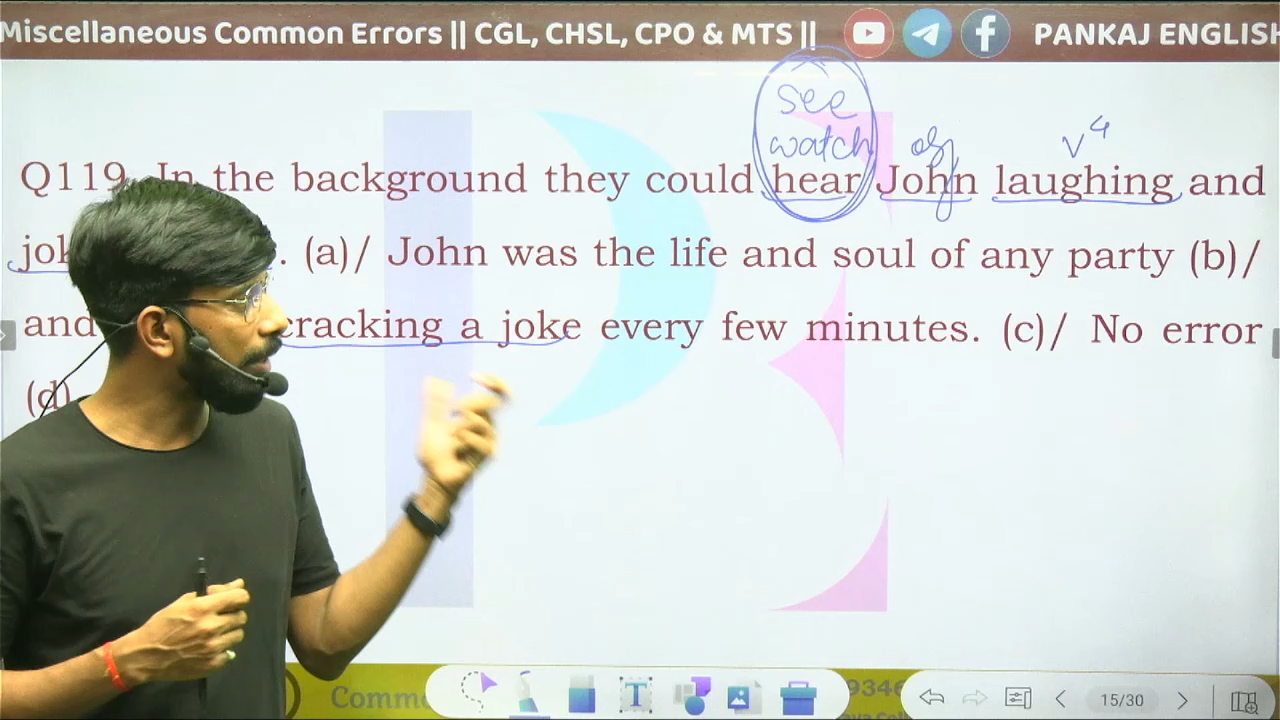 Miscellaneous Common Errors || CGL, CHSL, CPO & MTS ||
PANKAJ ENGLISH
see
watch
obj
v4
Q119. In the background they could hear John laughing and
. (a)/ John was the life and soul of any party (b)/
and cracking a joke every few minutes. (c)/ No error
(d)
9346
15/30